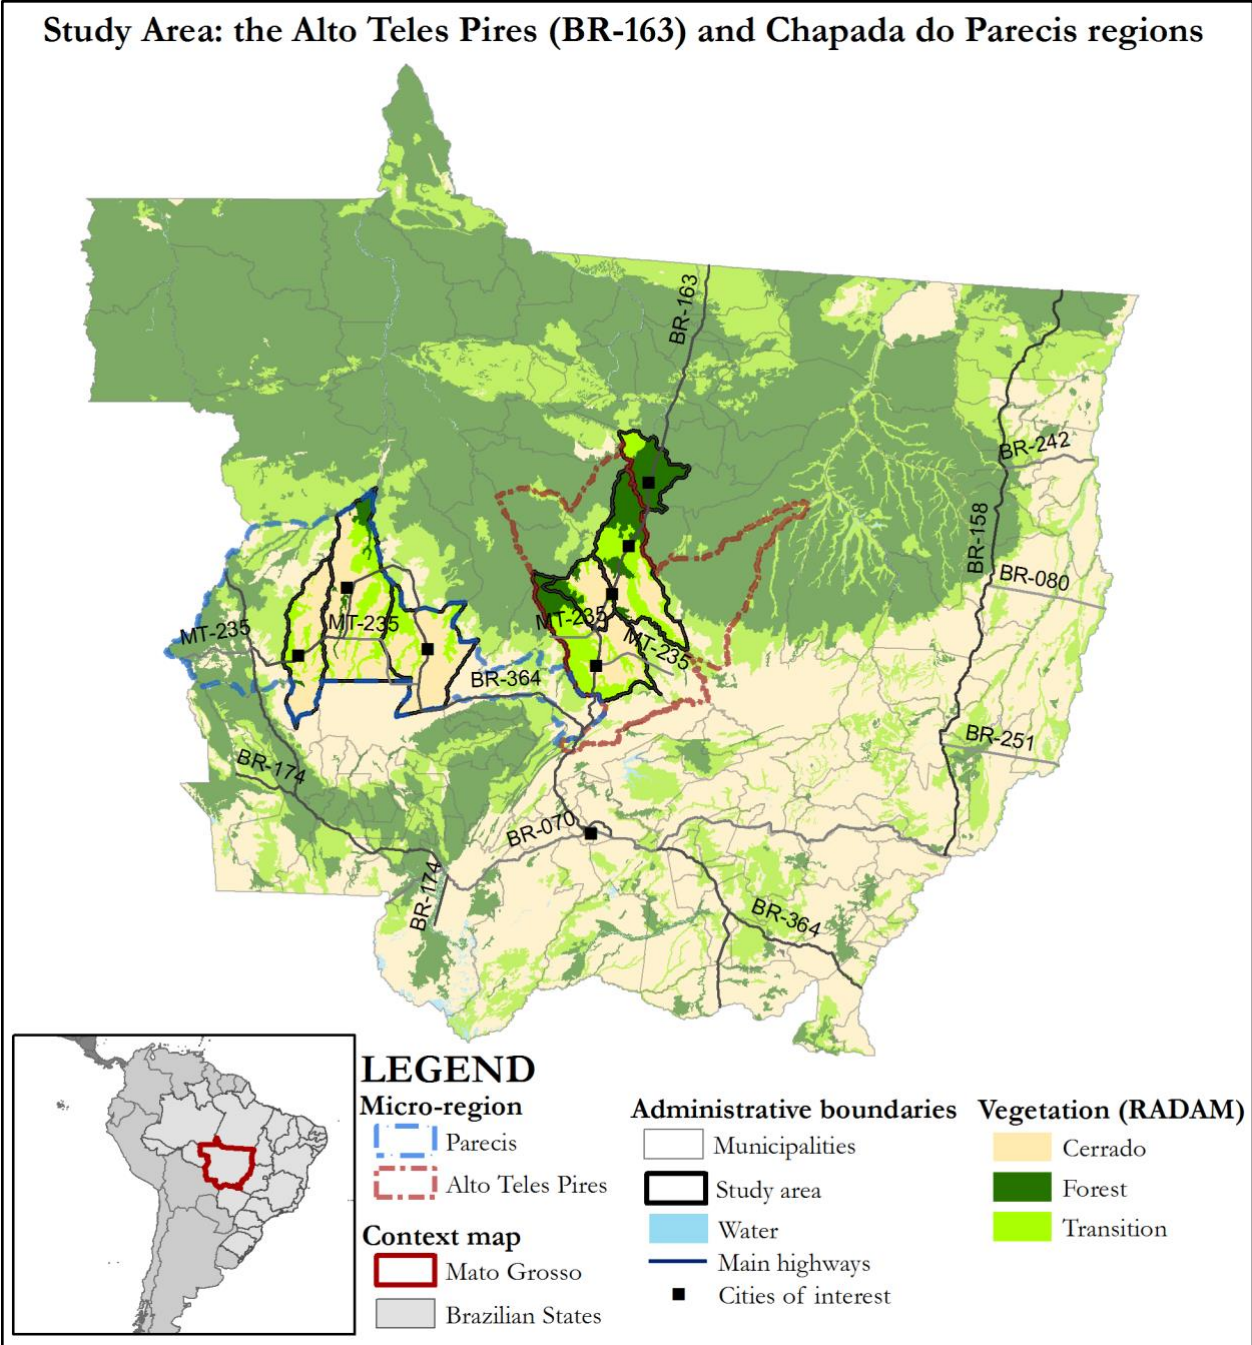 Study Area: the Alto Teles Pires (BR-163) and Chapada do Parecis regions
BR-163
BR-242
BR-158
BR-080
MT-235
MT-235
MT-235
MT-235
BR-364
BR-251
BR-174
BR-070
BR-174
BR-364
LEGEND
Micro-region
Parecis
Alto Teles Pires
Context map
Mato Grosso
Brazilian States
Administrative boundaries
Municipalities
Study area
Water
Main highways
Cities of interest
Vegetation (RADAM)
Cerrado
Forest
Transition